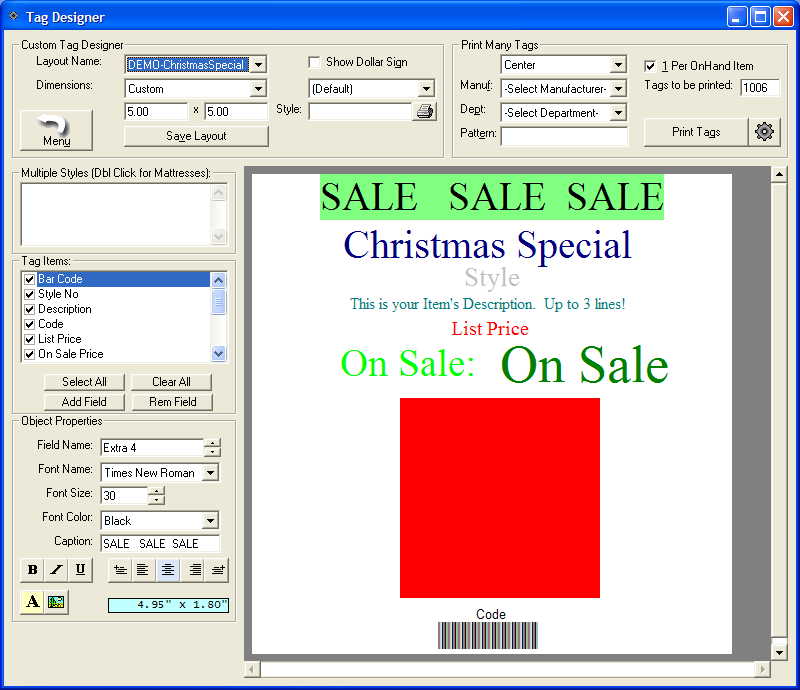 Tag Designer
Custom Tag Designer
Layout Name:
DEMO-ChristmasSpecial
Show Dollar Sign
Dimensions:
Custom
(Default)
5.00 x 5.00
Style:
Menu
Save Layout
Print Many Tags
Center
1 Per OnHand Item
Manuf:
-Select Manufacturer-
Tags to be printed:
1006
Dept:
-Select Department-
Pattern:
Print Tags
Multiple Styles (Dbl Click for Mattresses):
Tag Items:
Bar Code
Style No
Description
Code
List Price
On Sale Price
Select All
Clear All
Add Field
Rem Field
Object Properties
Field Name:
Extra 4
Font Name:
Times New Roman
Font Size:
30
Font Color:
Black
Caption:
SALE SALE SALE
B I U
A
4.95" x 1.80"
SALE SALE SALE
Christmas Special
Style
This is your Item's Description. Up to 3 lines!
List Price
On Sale: On Sale
Code